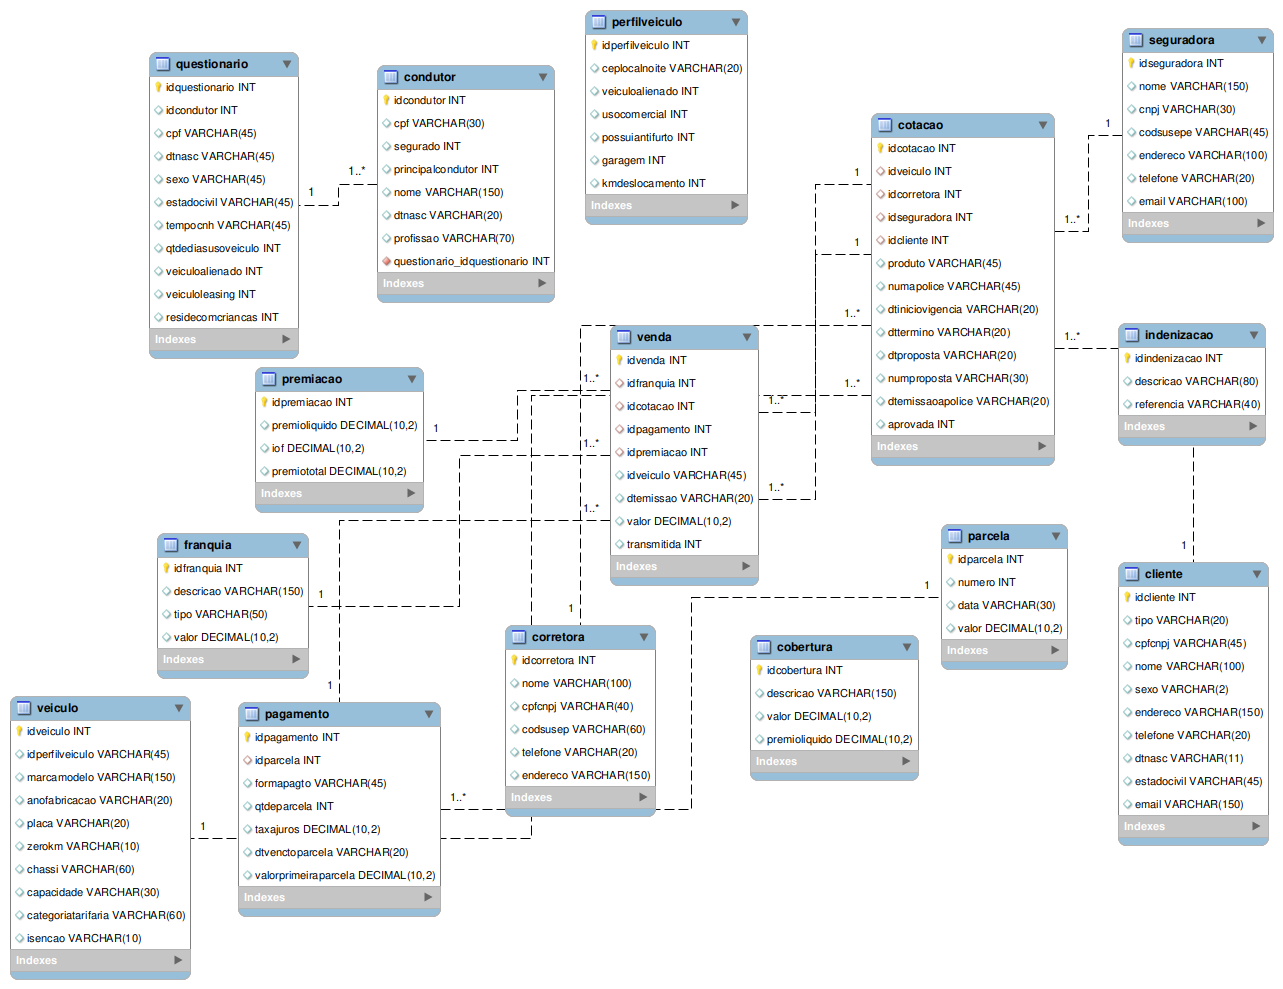 perfilveiculo
idperfilveiculo INT
ceplocalnoite VARCHAR(20)
veiculoalienado INT
usocomercial INT
possuiantifurto INT
garagem INT
kmdeslocamento INT
Indexes
seguradora
idseguradora INT
nome VARCHAR(150)
cnpj VARCHAR(30)
codsusepe VARCHAR(45)
endereco VARCHAR(100)
telefone VARCHAR(20)
email VARCHAR(100)
Indexes
questionario
idquestionario INT
idcondutor INT
cpf VARCHAR(45)
dtnasc VARCHAR(45)
sexo VARCHAR(45)
estadocivil VARCHAR(45)
tempocnh VARCHAR(45)
qtdediasusoveiculo INT
veiculoalienado INT
veiculoleasing INT
residecomcriancas INT
Indexes
1
1..*
condutor
idcondutor INT
cpf VARCHAR(30)
segurado INT
principalcondutor INT
nome VARCHAR(150)
dtnasc VARCHAR(20)
profissao VARCHAR(70)
questionario_idquestionario INT
Indexes
cotacao
idcotacao INT
idveiculo INT
idcorretora INT
idseguradora INT
idcliente INT
produto VARCHAR(45)
numapolice VARCHAR(45)
dtiniciovigencia VARCHAR(20)
dttermino VARCHAR(20)
dtproposta VARCHAR(20)
numproposta VARCHAR(30)
dtemissaoapolice VARCHAR(20)
aprovada INT
Indexes
1
1..*
1
1
1..*
1..*
1..*
indenizacao
idindenizacao INT
descricao VARCHAR(80)
referencia VARCHAR(40)
Indexes
venda
idvenda INT
idfranquia INT
idcotacao INT
idpagamento INT
idpremiacao INT
idveiculo VARCHAR(45)
dtemissao VARCHAR(20)
valor DECIMAL(10,2)
transmitida INT
Indexes
1..*
1..*
1..*
1..*
1..*
premiacao
idpremiacao INT
premioliquido DECIMAL(10,2)
iof DECIMAL(10,2)
premiototal DECIMAL(10,2)
Indexes
1
franquia
idfranquia INT
descricao VARCHAR(150)
tipo VARCHAR(50)
valor DECIMAL(10,2)
Indexes
1
parcela
idparcela INT
numero INT
data VARCHAR(30)
valor DECIMAL(10,2)
Indexes
1
1
cliente
idcliente INT
tipo VARCHAR(20)
cpfcnpj VARCHAR(45)
nome VARCHAR(100)
sexo VARCHAR(2)
endereco VARCHAR(150)
telefone VARCHAR(20)
dtnasc VARCHAR(11)
estadocivil VARCHAR(45)
email VARCHAR(150)
Indexes
1
corretora
idcorretora INT
nome VARCHAR(100)
cpfcnpj VARCHAR(40)
codsusep VARCHAR(60)
telefone VARCHAR(20)
endereco VARCHAR(150)
Indexes
cobertura
idcobertura INT
descricao VARCHAR(150)
valor DECIMAL(10,2)
premioliquido DECIMAL(10,2)
Indexes
veiculo
idveiculo INT
idperfilveiculo VARCHAR(45)
marcamodelo VARCHAR(150)
anofabricacao VARCHAR(20)
placa VARCHAR(20)
zerokm VARCHAR(10)
chassi VARCHAR(60)
capacidade VARCHAR(30)
categoriatarifaria VARCHAR(60)
isencao VARCHAR(10)
Indexes
1
1
pagamento
idpagamento INT
idparcela INT
formapagto VARCHAR(45)
qtdeparcela INT
taxajuros DECIMAL(10,2)
dtvenctoparcela VARCHAR(20)
valorprimeiraparcela DECIMAL(10,2)
Indexes
1..*